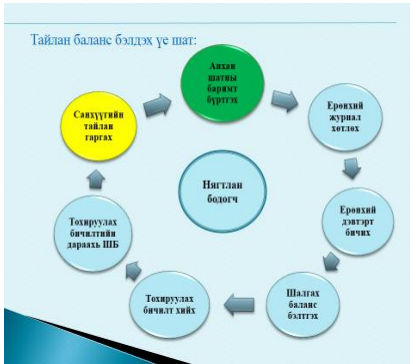 Тайлан баланс бэлдэх үе шат:
Анхан
шатны
баримт
бүртгэх
Ерөнхий
журнал
хөтлөх
Ерөнхий
дэвтэрт
бичих
Шалгах
баланс
бэлтгэх
Тохируулах
бичилт хийх
Тохируулах
бичилтийн
дараахь ШБ
Санхүүгийн
тайлан
гаргах
Нягтлан
бодогч